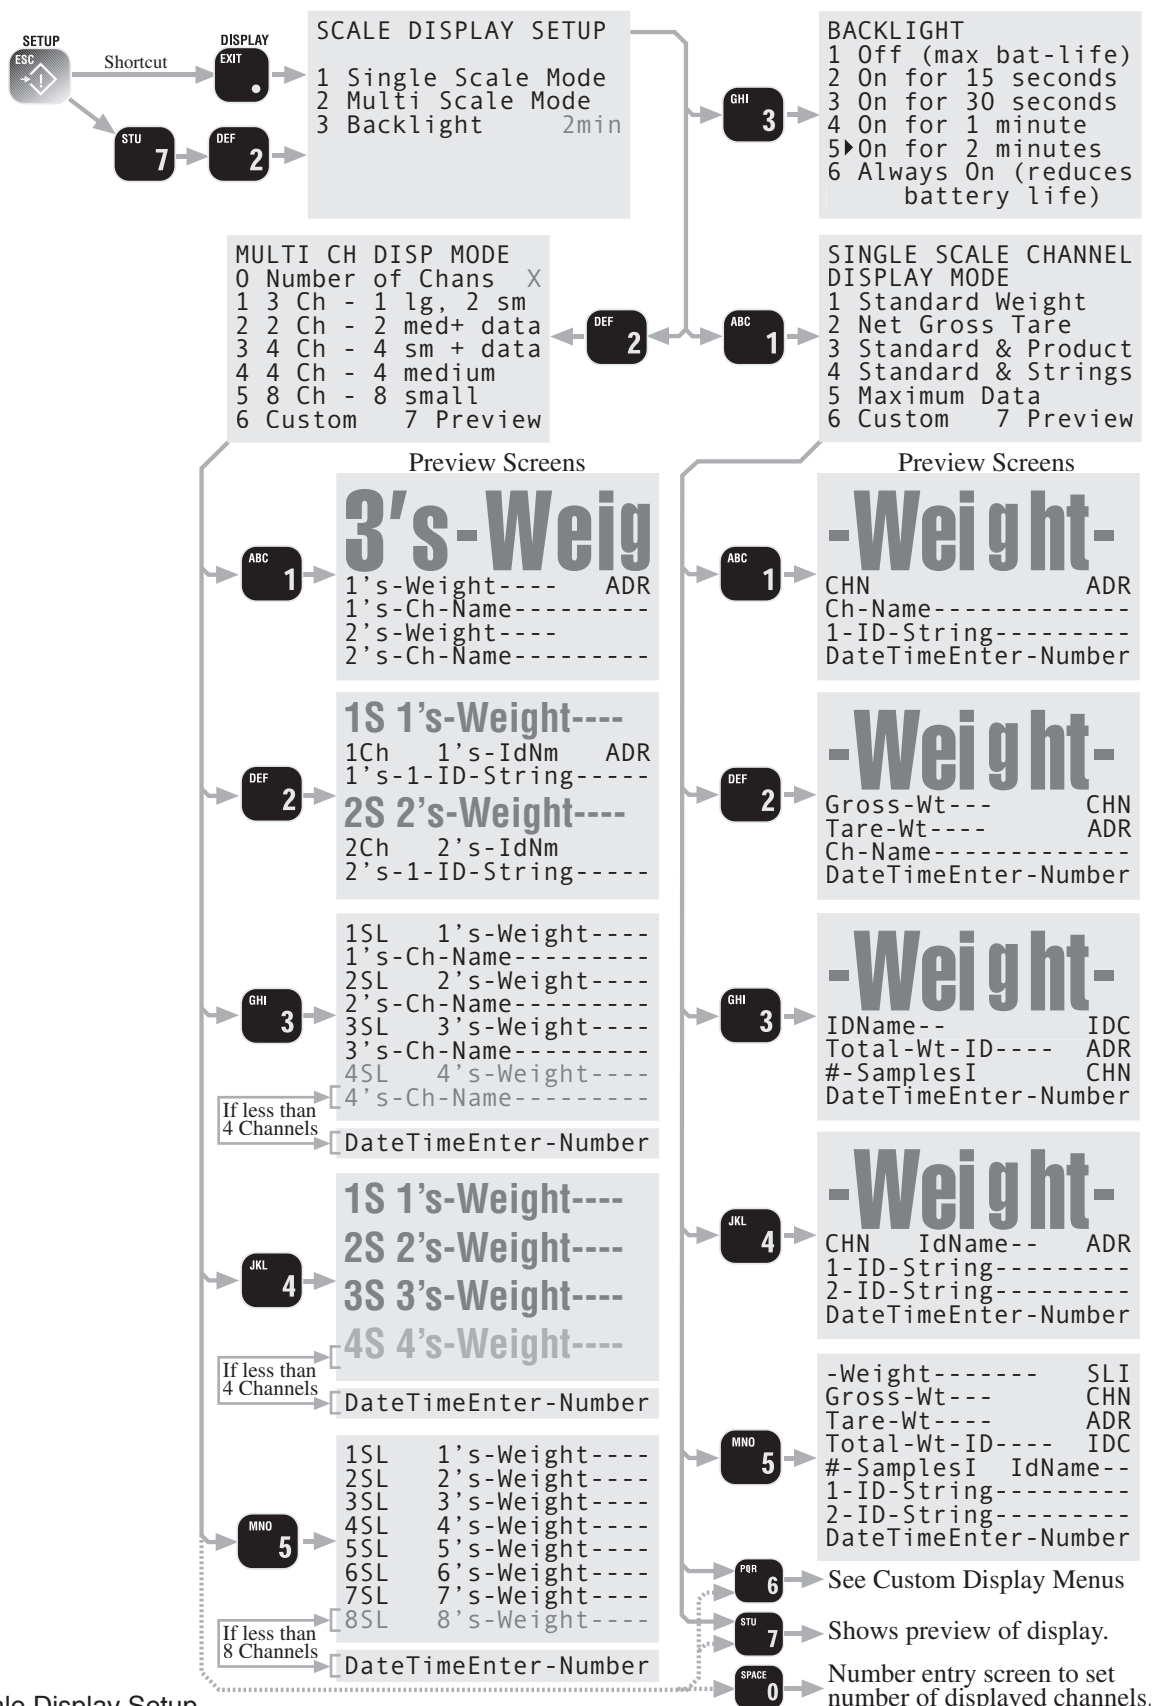 SETUP
ESC
Shortcut
DISPLAY
EXIT
STU
7
DEF
2
SCALE DISPLAY SETUP
1 Single Scale Mode
2 Multi Scale Mode
3 Backlight 2min
GHI
3
BACKLIGHT
1 Off (max bat-life)
2 On for 15 seconds
3 On for 30 seconds
4 On for 1 minute
5 On for 2 minutes
6 Always On (reduces
battery life)
MULTI CH DISP MODE
0 Number of Chans X
1 3 Ch - 1 lg, 2 sm
2 2 Ch - 2 med+ data
3 4 Ch - 4 sm + data
4 4 Ch - 4 medium
5 8 Ch - 8 small
6 Custom 7 Preview
DEF
2
ABC
1
SINGLE SCALE CHANNEL
DISPLAY MODE
1 Standard Weight
2 Net Gross Tare
3 Standard & Product
4 Standard & Strings
5 Maximum Data
6 Custom 7 Preview
Preview Screens
ABC
1
3's-Weig
1's-Weight---- ADR
1's-Ch-Name---------
2's-Weight----
2's-Ch-Name---------
DEF
2
1S 1's-Weight----
1Ch 1's-IdNm ADR
1's-1-ID-String-----
2S 2's-Weight----
2Ch 2's-IdNm
2's-1-ID-String-----
GHI
3
1SL 1's-Weight----
1's-Ch-Name---------
2SL 2's-Weight----
2's-Ch-Name---------
3SL 3's-Weight----
3's-Ch-Name---------
4SL 4's-Weight----
4's-Ch-Name---------
If less than
4 Channels
DateTimeEnter-Number
JKL
4
1S 1's-Weight----
2S 2's-Weight----
3S 3's-Weight----
4S 4's-Weight----
If less than
4 Channels
DateTimeEnter-Number
MNO
5
1SL 1's-Weight----
2SL 2's-Weight----
3SL 3's-Weight----
4SL 4's-Weight----
5SL 5's-Weight----
6SL 6's-Weight----
7SL 7's-Weight----
8SL 8's-Weight----
If less than
8 Channels
DateTimeEnter-Number
Preview Screens
ABC
1
-Weight-
CHN ADR
Ch-Name-------------
1-ID-String---------
DateTimeEnter-Number
DEF
2
-Weight-
Gross-Wt--- CHN
Tare-Wt---- ADR
Ch-Name-------------
DateTimeEnter-Number
GHI
3
-Weight-
IDName-- IDC
Total-Wt-ID---- ADR
#-SamplesI CHN
DateTimeEnter-Number
JKL
4
-Weight-
CHN IdName-- ADR
1-ID-String---------
2-ID-String---------
DateTimeEnter-Number
MNO
5
-Weight------- SLI
Gross-Wt--- CHN
Tare-Wt---- ADR
Total-Wt-ID---- IDC
#-SamplesI IdName--
1-ID-String---------
2-ID-String---------
DateTimeEnter-Number
PQR
6
See Custom Display Menus
STU
7
Shows preview of display.
SPACE
0
Number entry screen to set
number of displayed channels.
Display Setup